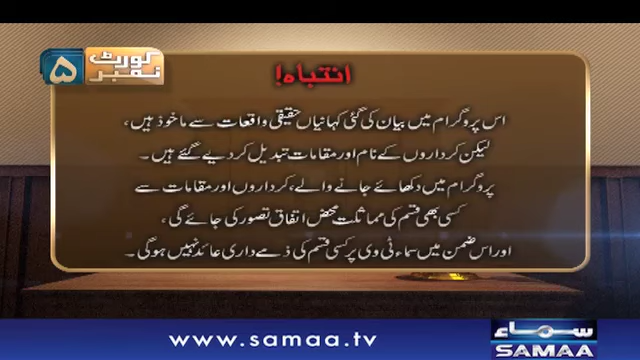 کورٹ
نمبر ۵
انتباہ!
اس پروگرام میں بیان کی گئی کہانیاں حقیقی واقعات سے ماخوذ ہیں،
لیکن کرداروں کے نام اور مقامات تبدیل کر دیے گئے ہیں۔
پروگرام میں دکھائے جانے والے، کرداروں اور مقامات سے
کسی بھی قسم کی مماثلت محض اتفاق تصور کی جائے گی،
اور اس ضمن میں سماء ٹی وی پر کسی قسم کی ذمے داری عائد نہیں ہوگی۔
www.samaa.tv
سماء
SAMAA